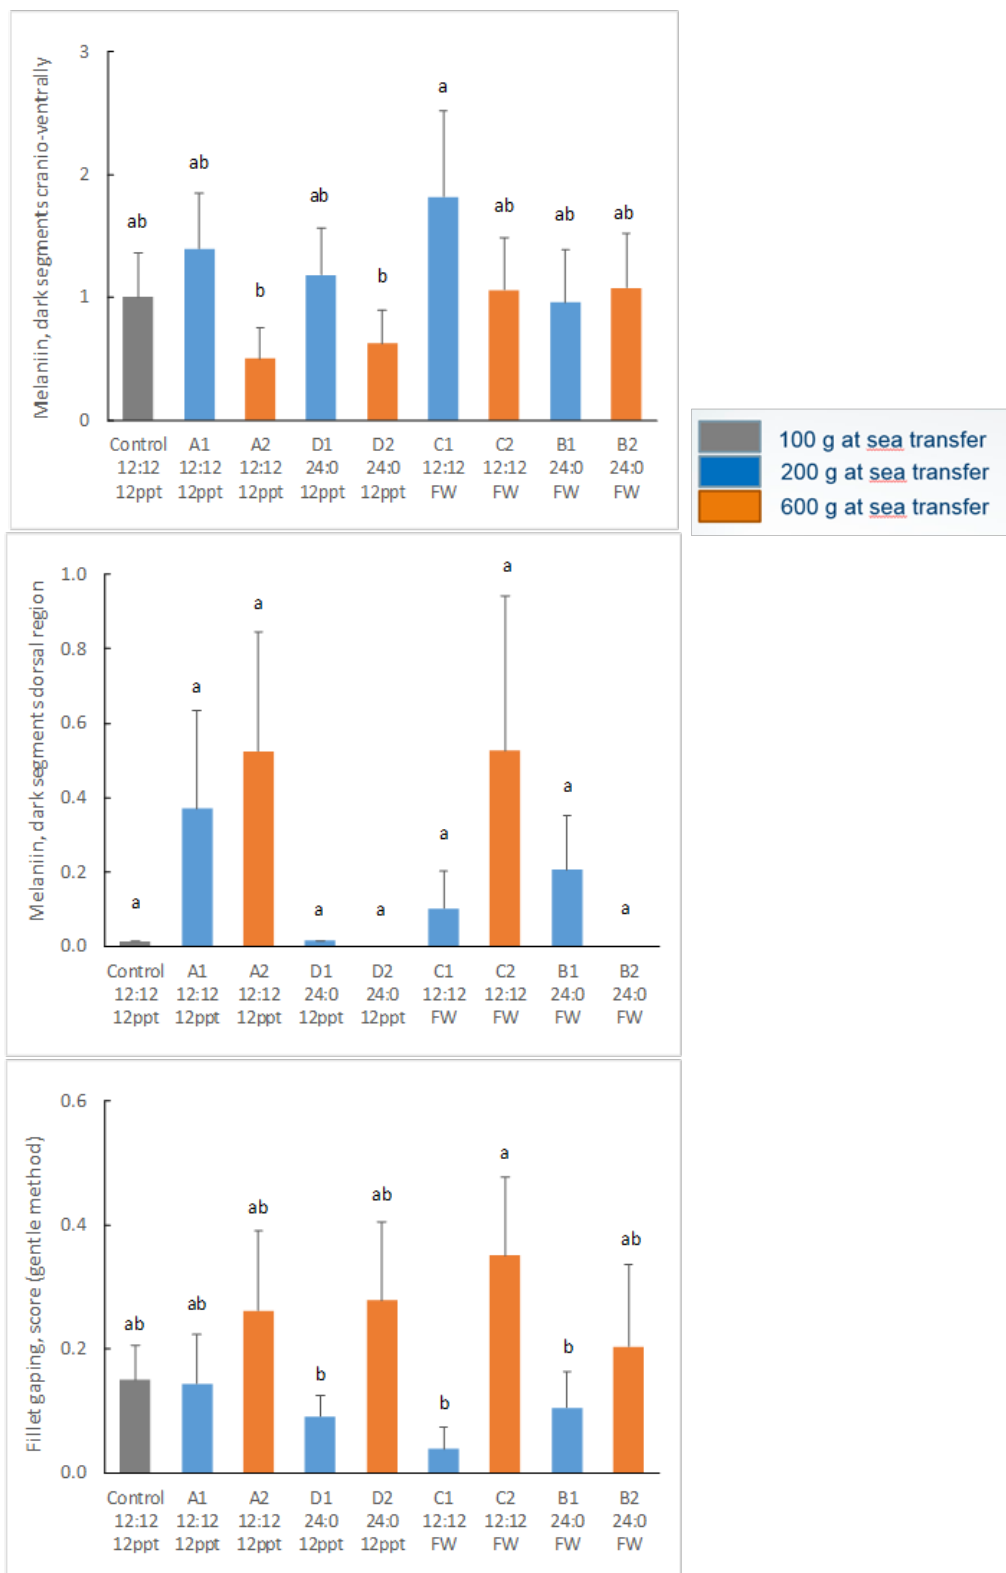 Melaniin, dark segments cranio-ventrally
3
2
1
0
ab
ab
b
ab
b
a
ab
ab
ab
Control A1 A2 D1 D2 C1 C2 B1 B2
12:12 12:12 12:12 24:0 24:0 12:12 12:12 24:0 24:0
12ppt 12ppt 12ppt 12ppt 12ppt FW FW FW FW
100 g at sea transfer
200 g at sea transfer
600 g at sea transfer
Melaniin, dark segments dorsal region
1.0
0.8
0.6
0.4
0.2
0.0
a
a
a
a
a
a
a
a
a
Control A1 A2 D1 D2 C1 C2 B1 B2
12:12 12:12 12:12 24:0 24:0 12:12 12:12 24:0 24:0
12ppt 12ppt 12ppt 12ppt 12ppt FW FW FW FW
Fillet gaping, score (gentle method)
0.6
0.4
0.2
0.0
ab
ab
ab
b
ab
b
a
b
ab
Control A1 A2 D1 D2 C1 C2 B1 B2
12:12 12:12 12:12 24:0 24:0 12:12 12:12 24:0 24:0
12ppt 12ppt 12ppt 12ppt 12ppt FW FW FW FW